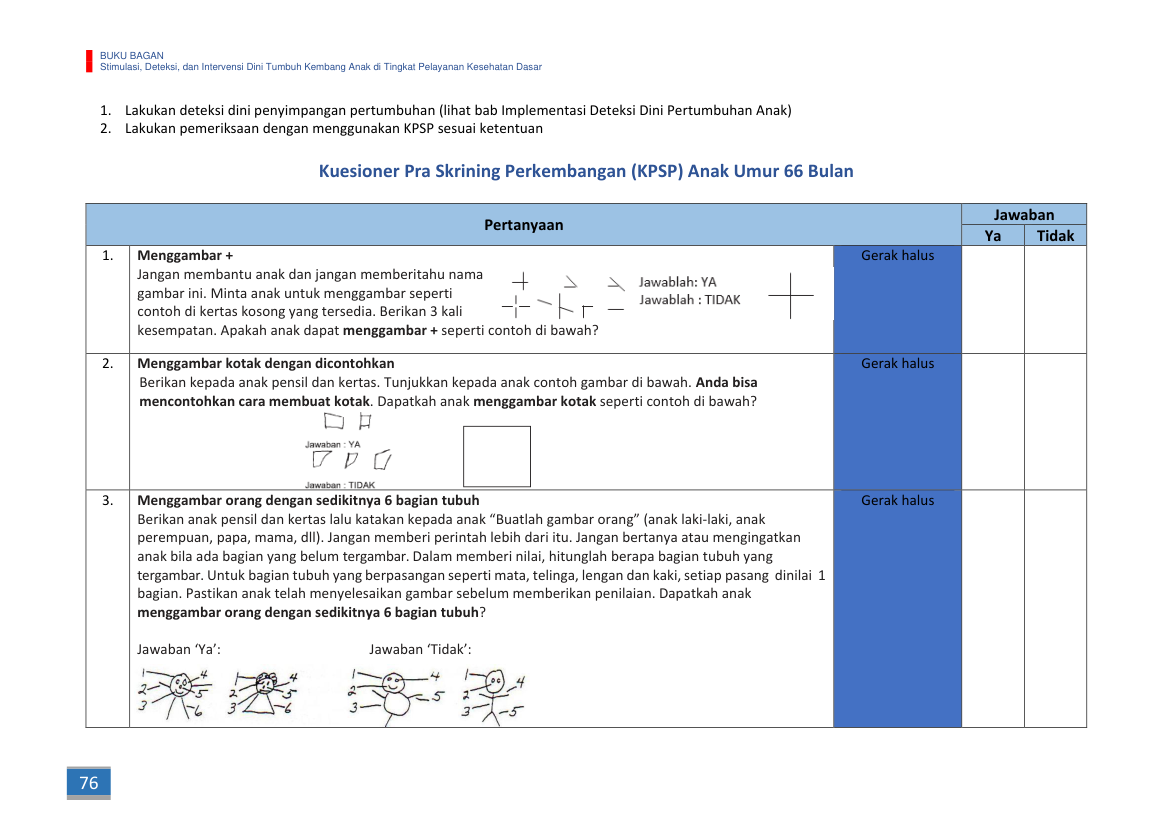 BUKU BAGAN
Stimulasi, Deteksi, dan Intervensi Dini Tumbuh Kembang Anak di Tingkat Pelayanan Kesehatan Dasar
1. Lakukan deteksi dini penyimpangan pertumbuhan (lihat bab Implementasi Deteksi Dini Pertumbuhan Anak)
2. Lakukan pemeriksaan dengan menggunakan KPSP sesuai ketentuan
Kuesioner Pra Skrining Perkembangan (KPSP) Anak Umur 66 Bulan
Pertanyaan
Jawaban
Ya Tidak
1. Menggambar +
Gerak halus
Jangan membantu anak dan jangan memberitahu nama
gambar ini. Minta anak untuk menggambar seperti
contoh di kertas kosong yang tersedia. Berikan 3 kali
kesempatan. Apakah anak dapat menggambar + seperti contoh di bawah?
Jawablah: YA
Jawablah : TIDAK
2. Menggambar kotak dengan dicontohkan
Gerak halus
Berikan kepada anak pensil dan kertas. Tunjukkan kepada anak contoh gambar di bawah. Anda bisa
mencontohkan cara membuat kotak. Dapatkah anak menggambar kotak seperti contoh di bawah?
Jawaban : YA
Jawaban : TIDAK
3. Menggambar orang dengan sedikitnya 6 bagian tubuh
Gerak halus
Berikan anak pensil dan kertas lalu katakan kepada anak “Buatlah gambar orang” (anak laki-laki, anak
perempuan, papa, mama, dll). Jangan memberi perintah lebih dari itu. Jangan bertanya atau mengingatkan
anak bila ada bagian yang belum tergambar. Dalam memberi nilai, hitunglah berapa bagian tubuh yang
tergambar. Untuk bagian tubuh yang berpasangan seperti mata, telinga, lengan dan kaki, setiap pasang dinilai 1
bagian. Pastikan anak telah menyelesaikan gambar sebelum memberikan penilaian. Dapatkah anak
menggambar orang dengan sedikitnya 6 bagian tubuh?
Jawaban ‘Ya’: Jawaban ‘Tidak’:
1 4 1 4 1 4 1 4
2 5 2 5 2 5 2
3 6 3 6 3 3 5
76